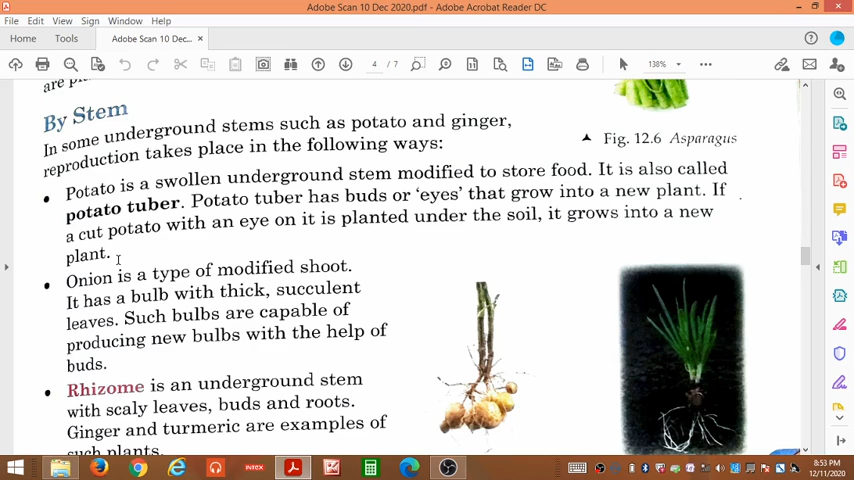 Adobe Scan 10 Dec 2020.pdf - Adobe Acrobat Reader DC
File Edit View Sign Window Help
Home Tools Adobe Scan 10 Dec... ×
4 / 7 138%
By Stem
In some underground stems such as potato and ginger,
reproduction takes place in the following ways:
Fig. 12.6 Asparagus
• Potato is a swollen underground stem modified to store food. It is also called
potato tuber. Potato tuber has buds or 'eyes' that grow into a new plant. If
a cut potato with an eye on it is planted under the soil, it grows into a new
plant.
• Onion is a type of modified shoot.
It has a bulb with thick, succulent
leaves. Such bulbs are capable of
producing new bulbs with the help of
buds.
• Rhizome is an underground stem
with scaly leaves, buds and roots.
Ginger and turmeric are examples of
such plants.
8:53 PM
12/11/2020